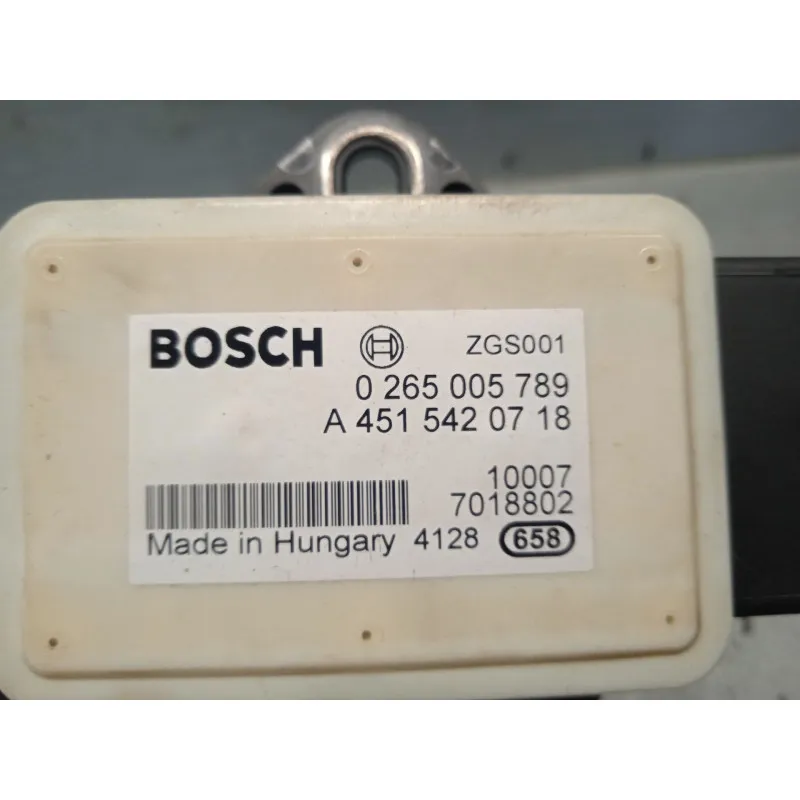 BOSCH ZGS001
0 265 005 789
A 451 542 07 18
10007
7018802
Made in Hungary 4128 658